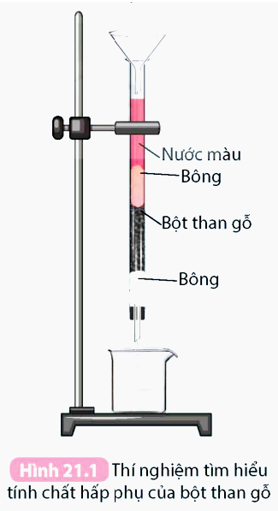 Nước màu
Bông
Bột than gỗ
Bông
Hình 21.1 Thí nghiệm tìm hiểu
tính chất hấp phụ của bột than gỗ